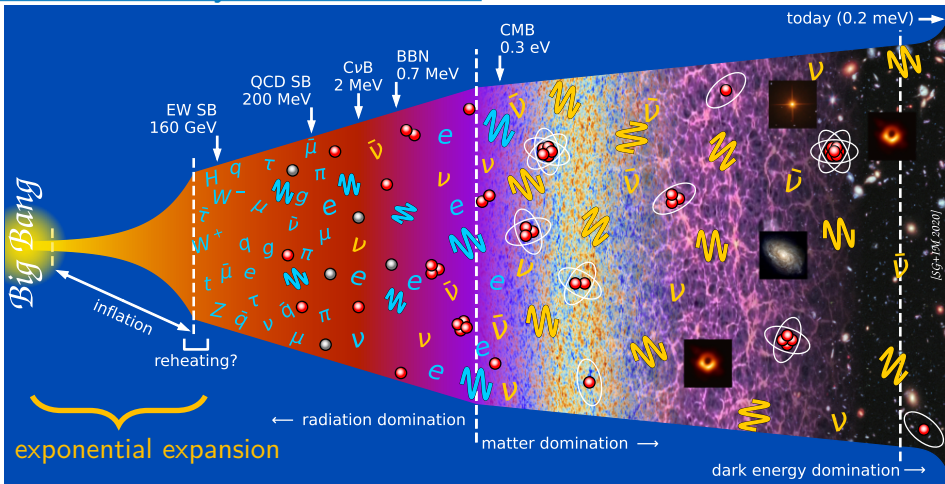 today (0.2 meV)
CMB
0.3 eV
BBN
0.7 MeV
CνB
2 MeV
QCD SB
200 MeV
EW SB
160 GeV
Big Bang
inflation
reheating?
exponential expansion
← radiation domination
matter domination →
dark energy domination →
[SG+VM 2020]
H q τ μ̄ π
W⁻ μ g e
τ̄ ν̄ μ ν
W⁺ q g π
t μ̄ e e e
Z q̄ τ ν q̄ π
μ ν ν e
ν̄ e ν e ν̄
ν̄ ν ν e ν̄ e ν
ν̄ ν ν̄ ν ν̄ ν ν̄ ν